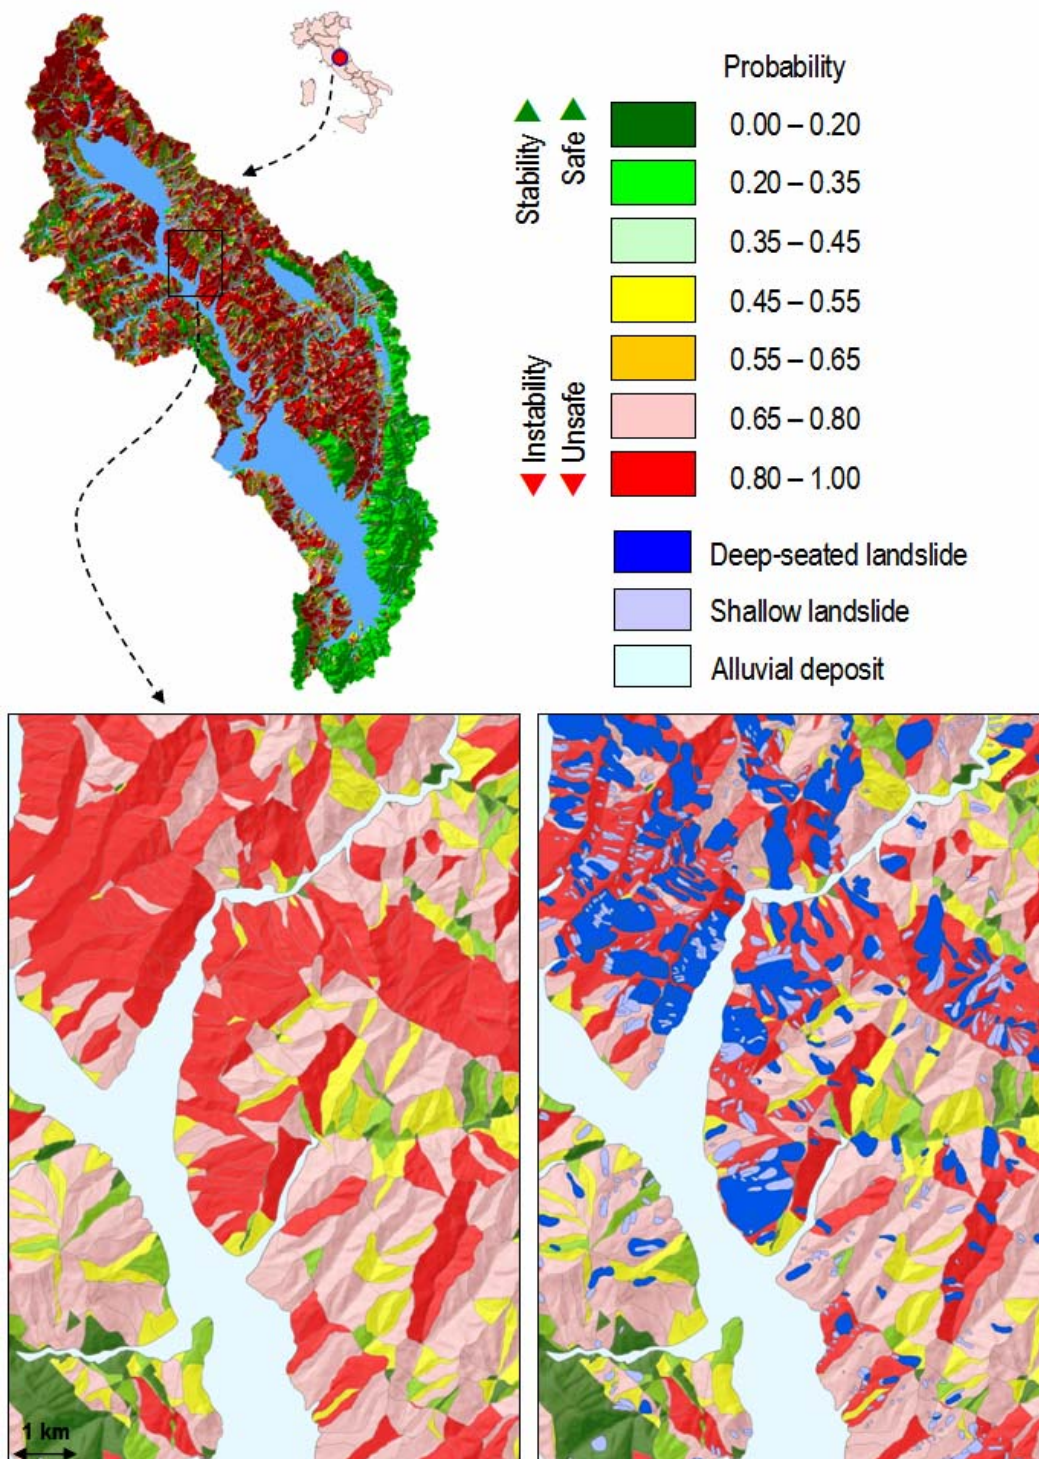 Probability
Stability
Safe
0.00 – 0.20
0.20 – 0.35
0.35 – 0.45
0.45 – 0.55
0.55 – 0.65
0.65 – 0.80
0.80 – 1.00
Instability
Unsafe
Deep-seated landslide
Shallow landslide
Alluvial deposit
1 km